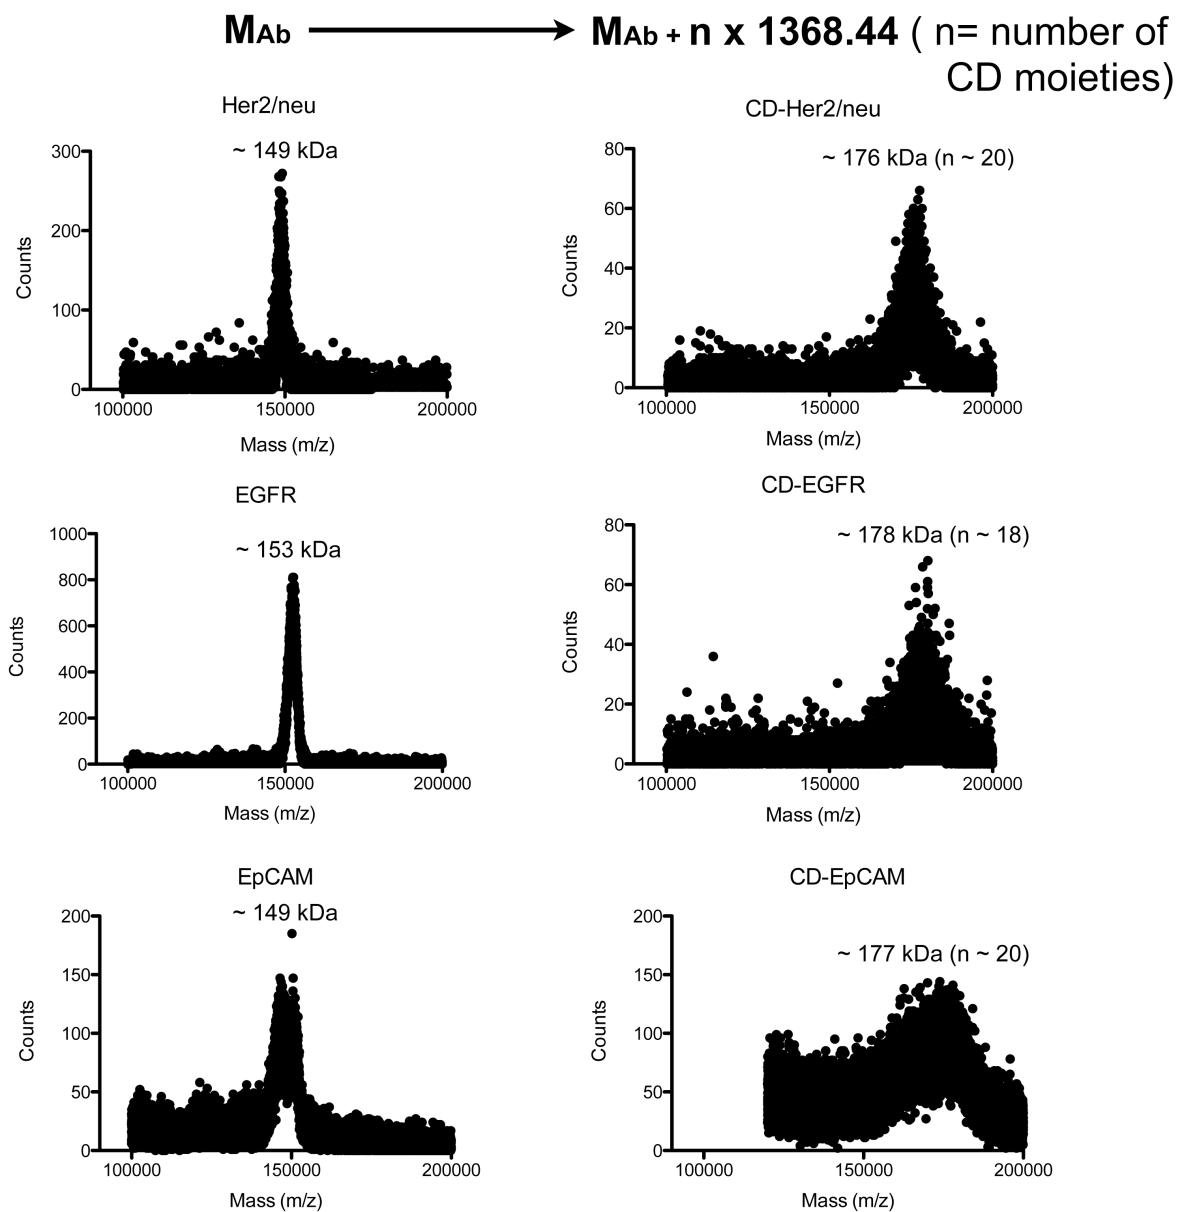 MAb → MAb + n x 1368.44 ( n= number of
CD moieties)
Her2/neu
~ 149 kDa
300
200
100
0
Counts
100000 150000 200000
Mass (m/z)
CD-Her2/neu
~ 176 kDa (n ~ 20)
80
60
40
20
0
Counts
100000 150000 200000
Mass (m/z)
EGFR
~ 153 kDa
1000
800
600
400
200
0
Counts
100000 150000 200000
Mass (m/z)
CD-EGFR
~ 178 kDa (n ~ 18)
80
60
40
20
0
Counts
100000 150000 200000
Mass (m/z)
EpCAM
~ 149 kDa
200
150
100
50
0
Counts
100000 150000 200000
Mass (m/z)
CD-EpCAM
~ 177 kDa (n ~ 20)
200
150
100
50
0
Counts
100000 150000 200000
Mass (m/z)